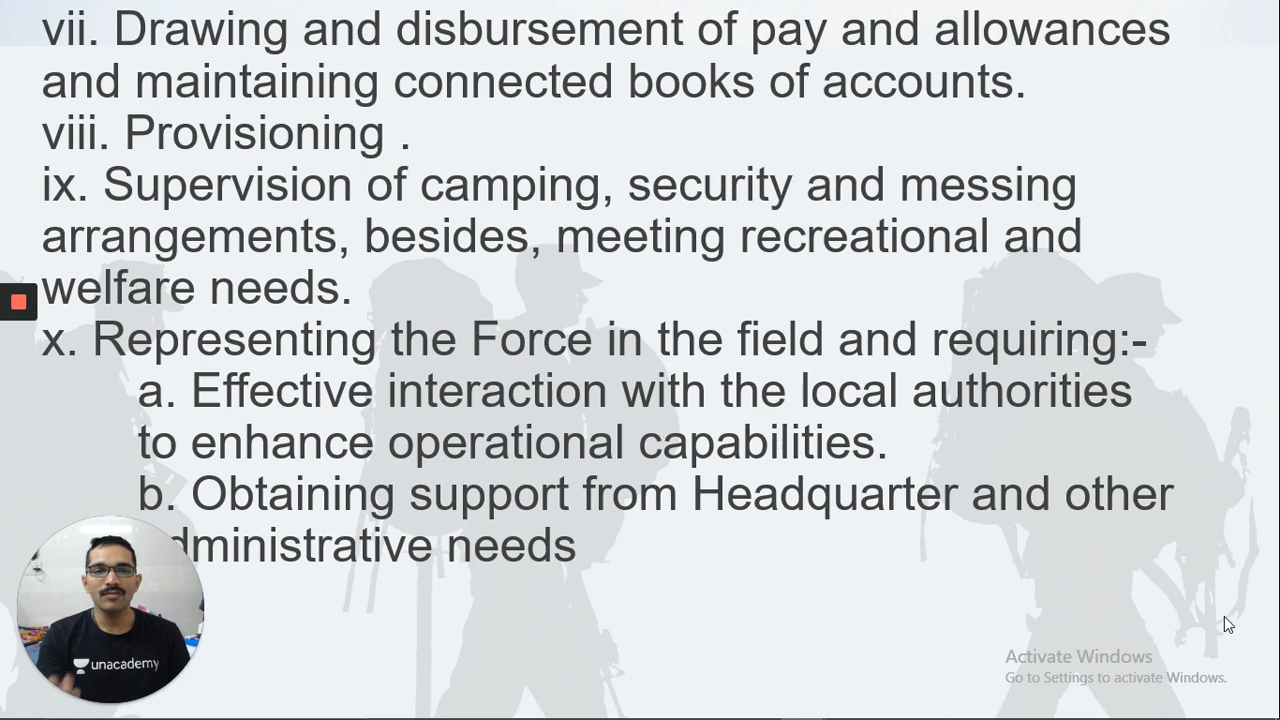 vii. Drawing and disbursement of pay and allowances
and maintaining connected books of accounts.
viii. Provisioning .
ix. Supervision of camping, security and messing
arrangements, besides, meeting recreational and
welfare needs.
x. Representing the Force in the field and requiring:-
a. Effective interaction with the local authorities
to enhance operational capabilities.
b. Obtaining support from Headquarter and other
dministrative needs
unacademy
Activate Windows
Go to Settings to activate Windows.